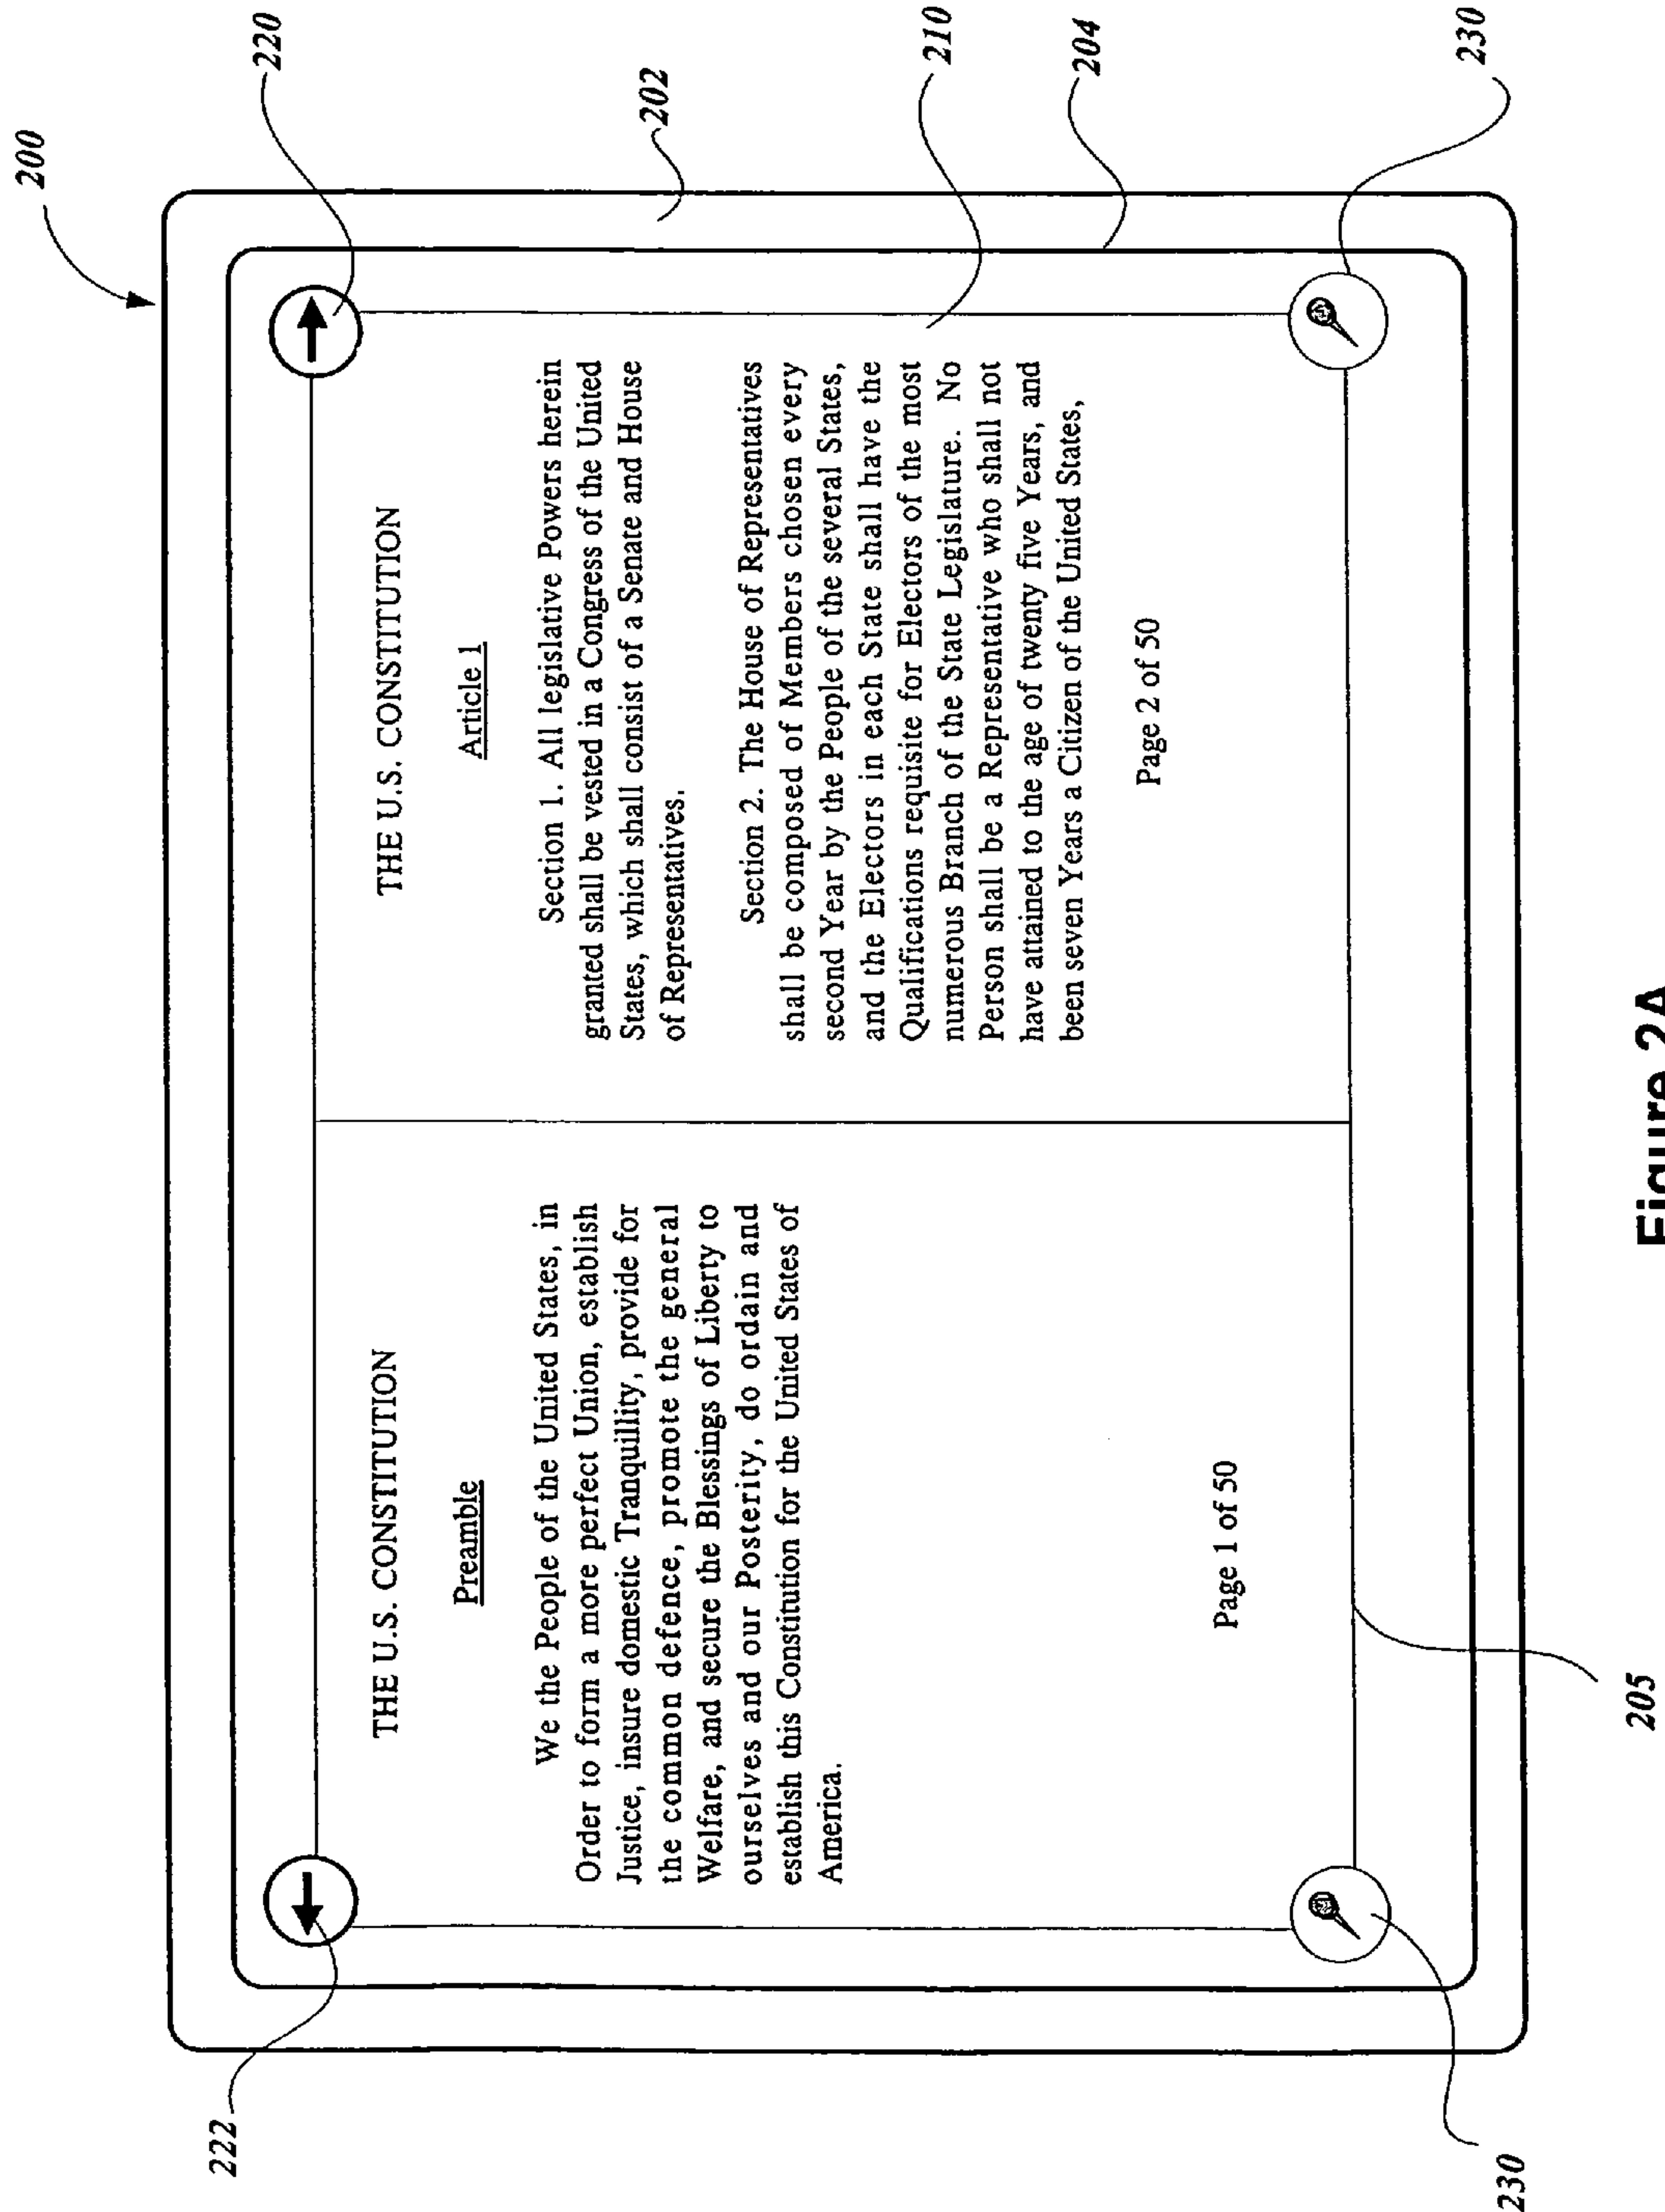 200
220
202
210
204
230
222
THE U.S. CONSTITUTION
Preamble
We the People of the United States, in
Order to form a more perfect Union, establish
Justice, insure domestic Tranquillity, provide for
the common defence, promote the general
Welfare, and secure the Blessings of Liberty to
ourselves and our Posterity, do ordain and
establish this Constitution for the United States of
America.
Page 1 of 50
THE U.S. CONSTITUTION
Article 1
Section 1. All legislative Powers herein
granted shall be vested in a Congress of the United
States, which shall consist of a Senate and House
of Representatives.
Section 2. The House of Representatives
shall be composed of Members chosen every
second Year by the People of the several States,
and the Electors in each State shall have the
Qualifications requisite for Electors of the most
numerous Branch of the State Legislature. No
Person shall be a Representative who shall not
have attained to the age of twenty five Years, and
been seven Years a Citizen of the United States,
Page 2 of 50
230
205
Figure 2A